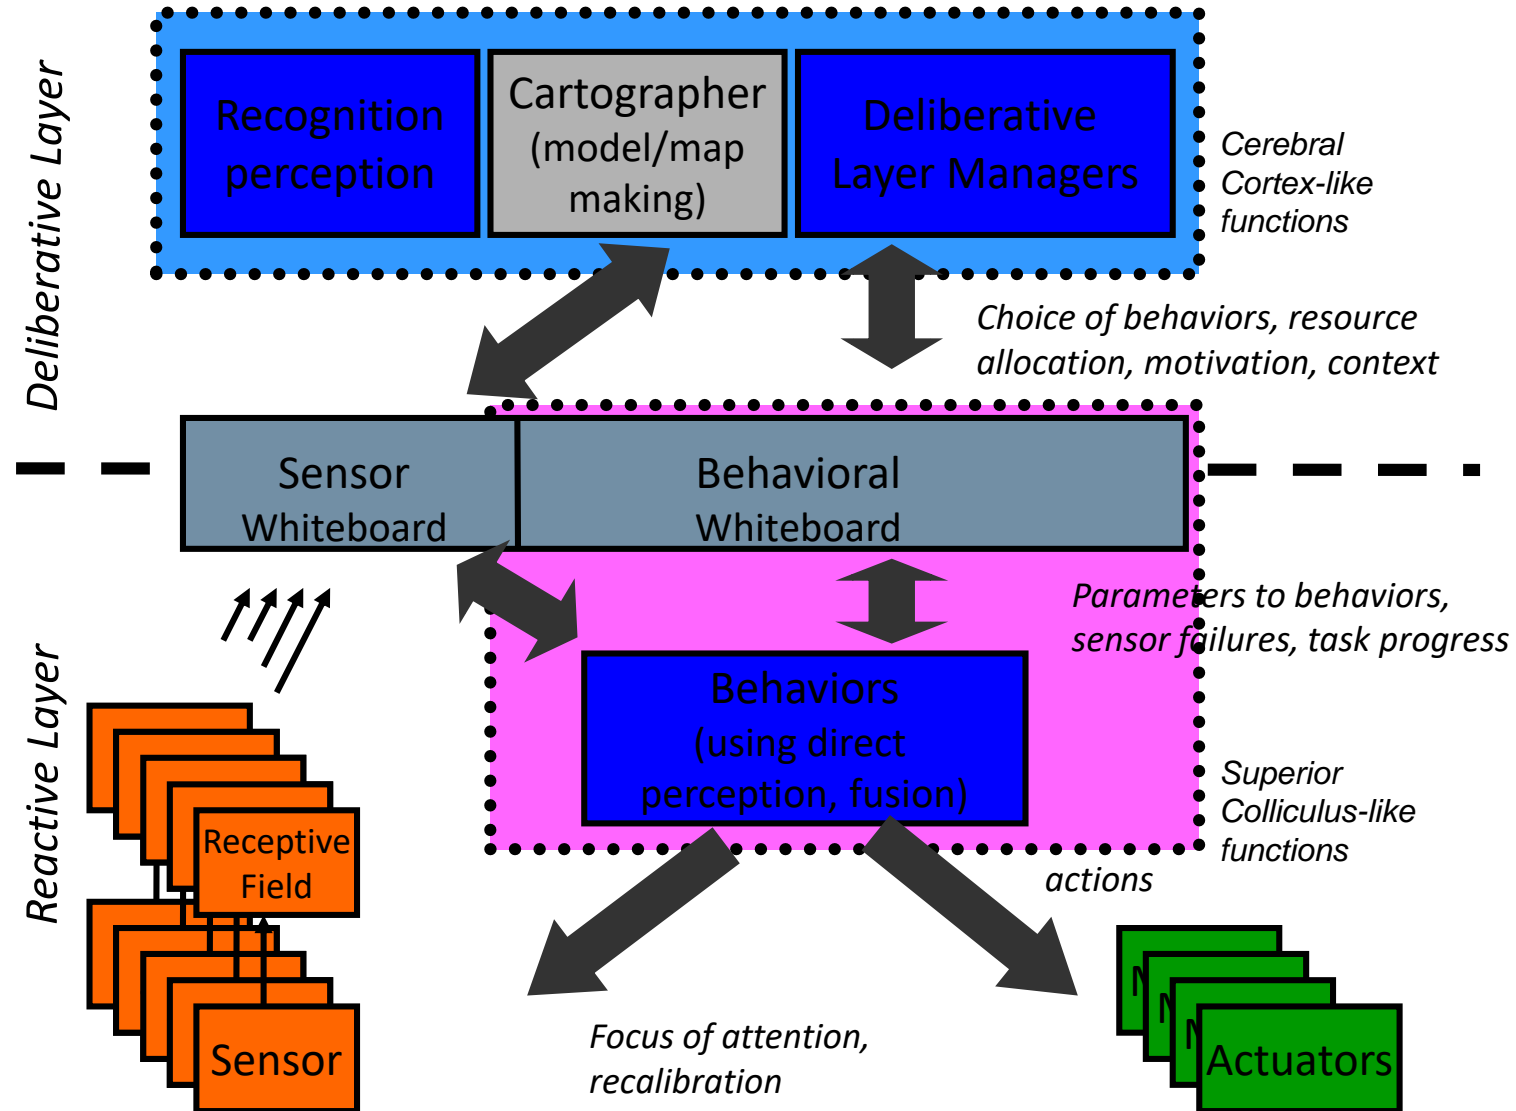 Deliberative Layer
Recognition
perception
Cartographer
(model/map
making)
Deliberative
Layer Managers
Cerebral
Cortex-like
functions
Choice of behaviors, resource
allocation, motivation, context
Sensor
Whiteboard
Behavioral
Whiteboard
Parameters to behaviors,
sensor failures, task progress
Reactive Layer
Behaviors
(using direct
perception, fusion)
Superior
Colliculus-like
functions
Receptive
Field
actions
Sensor
Focus of attention,
recalibration
Actuators